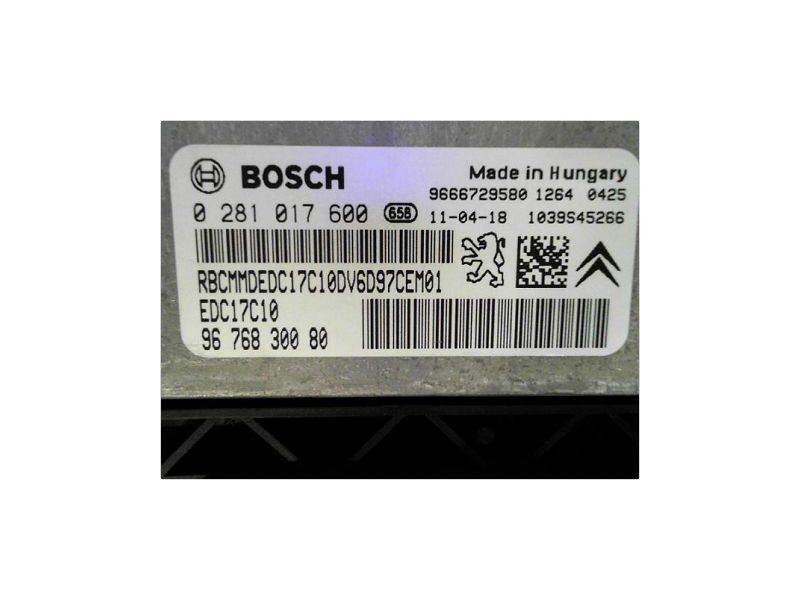 BOSCH
Made in Hungary
9666729580 1264 0425
0 281 017 600 658 11-04-18 1039S45266
RBCMMDEDC17C10DV6D97CEM01
EDC17C10
96 768 300 80